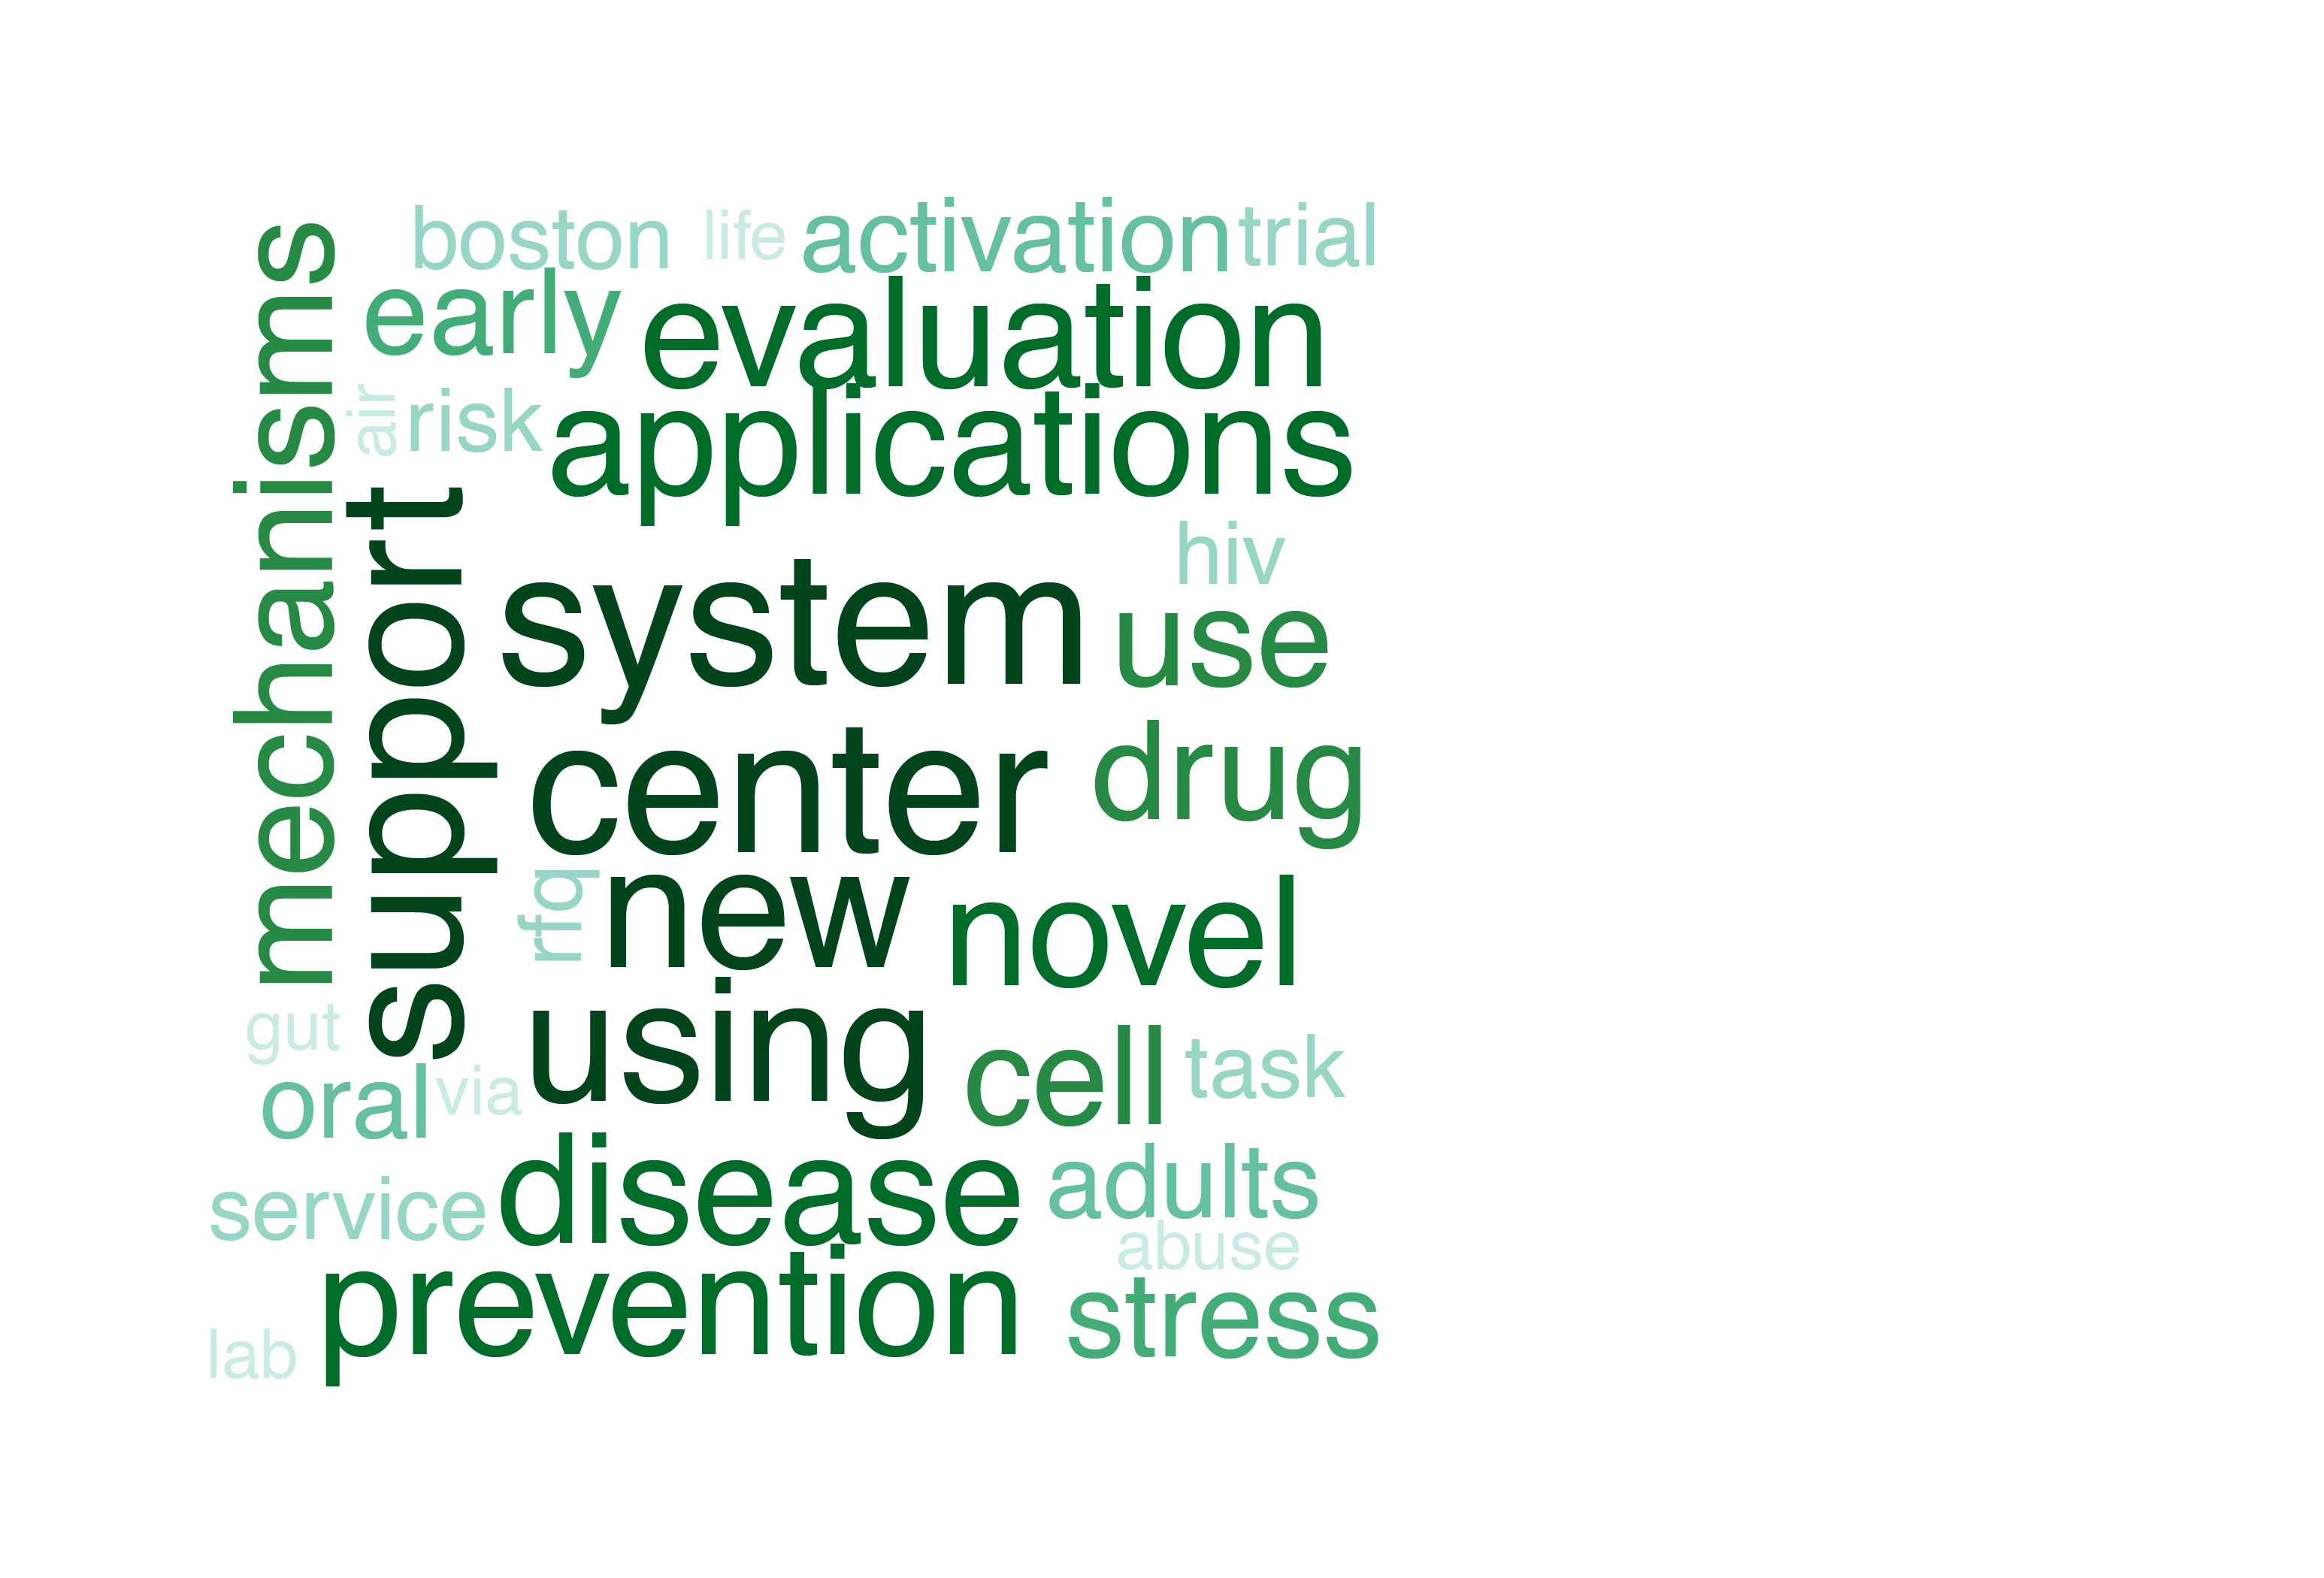 boston life activation trial
early evaluation
air risk applications
mechanisms support
hiv
system use
center drug
rfq new novel
gut using cell task
oral via
disease adults
service abuse
prevention stress
lab